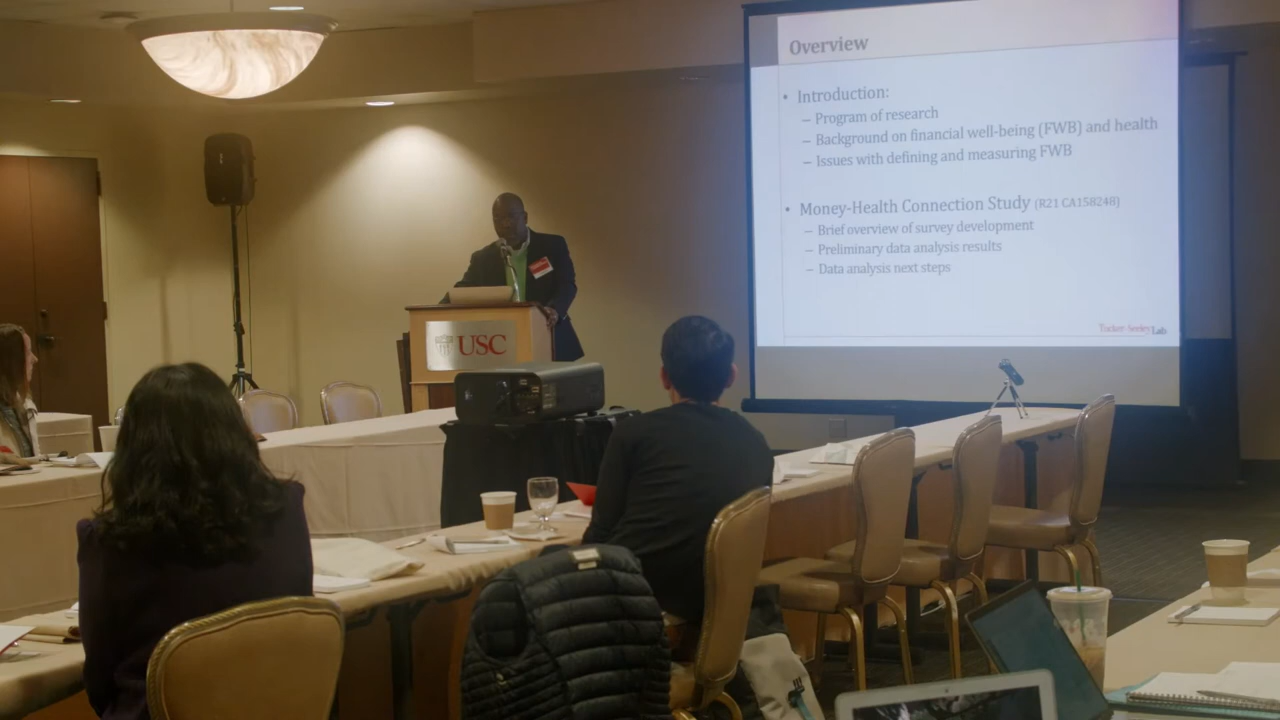 Overview
• Introduction:
– Program of research
– Background on financial well-being (FWB) and health
– Issues with defining and measuring FWB
• Money-Health Connection Study (R21 CA158248)
– Brief overview of survey development
– Preliminary data analysis results
– Data analysis next steps
Tucker-Seeley Lab
USC